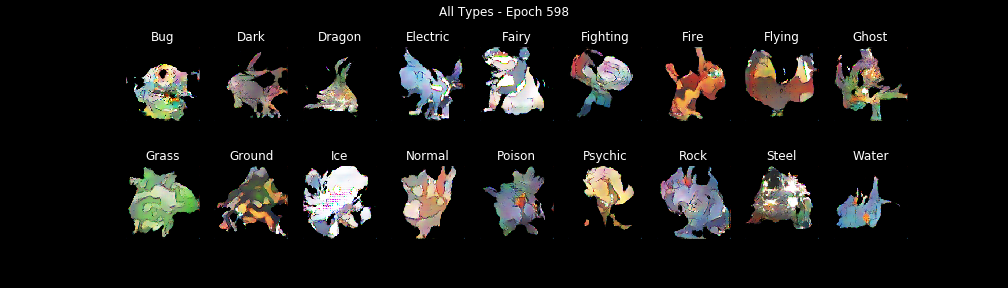 All Types - Epoch 598
Bug Dark Dragon Electric Fairy Fighting Fire Flying Ghost
Grass Ground Ice Normal Poison Psychic Rock Steel Water